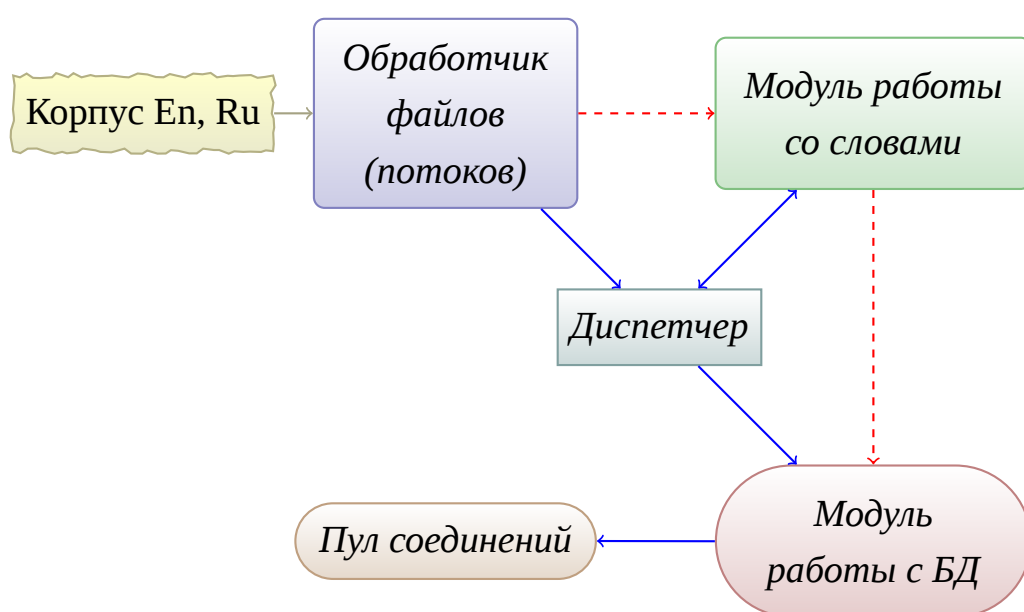 Корпус En, Ru
Обработчик
файлов
(потоков)
Модуль работы
со словами
Диспетчер
Пул соединений
Модуль
работы с БД